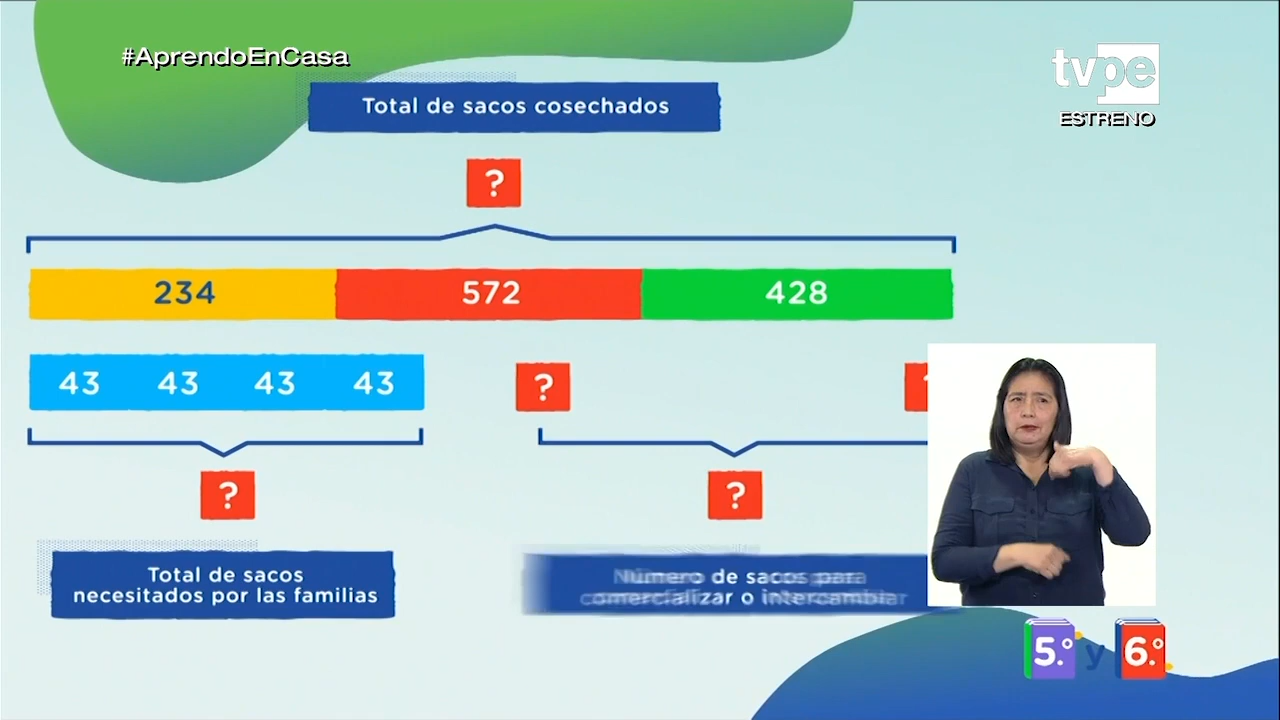 #AprendoEnCasa
tvpe
ESTRENO
Total de sacos cosechados
?
234 572 428
43 43 43 43
?
?
?
Total de sacos
necesitados por las familias
Número de sacos para
comercializar o intercambiar
5.° y 6.°